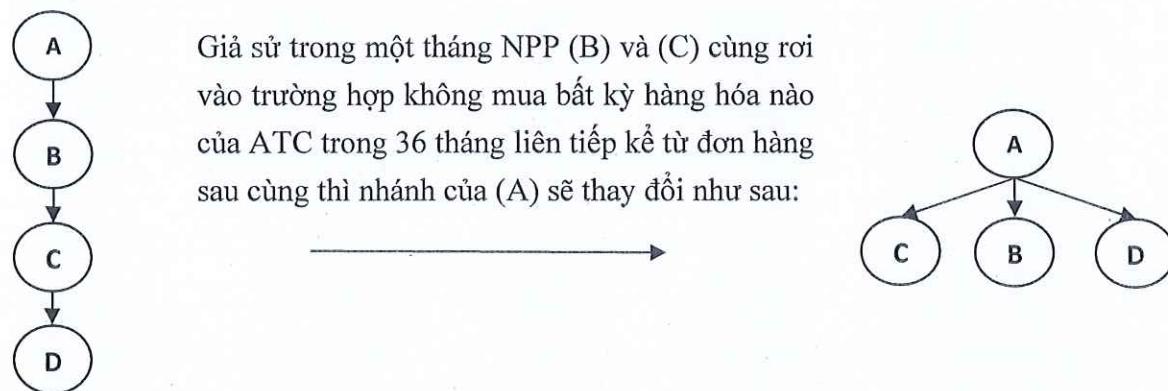 A
B
C
D
Giả sử trong một tháng NPP (B) và (C) cùng rơi
vào trường hợp không mua bất kỳ hàng hóa nào
của ATC trong 36 tháng liên tiếp kể từ đơn hàng
sau cùng thì nhánh của (A) sẽ thay đổi như sau:
A
C B D